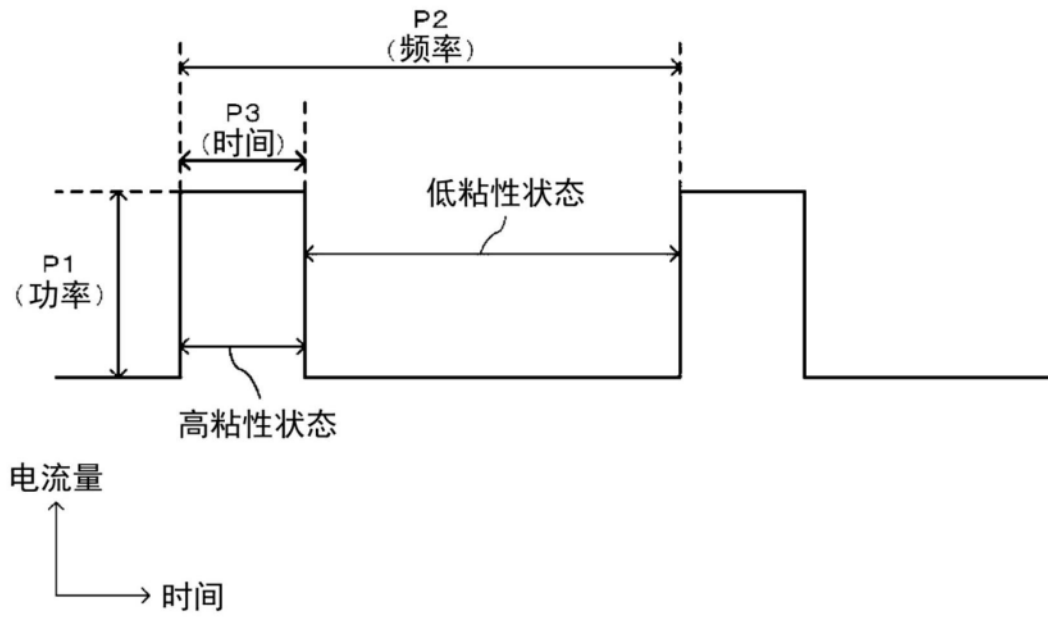 P2
（频率）
P3
（时间）
低粘性状态
P1
（功率）
高粘性状态
电流量
时间